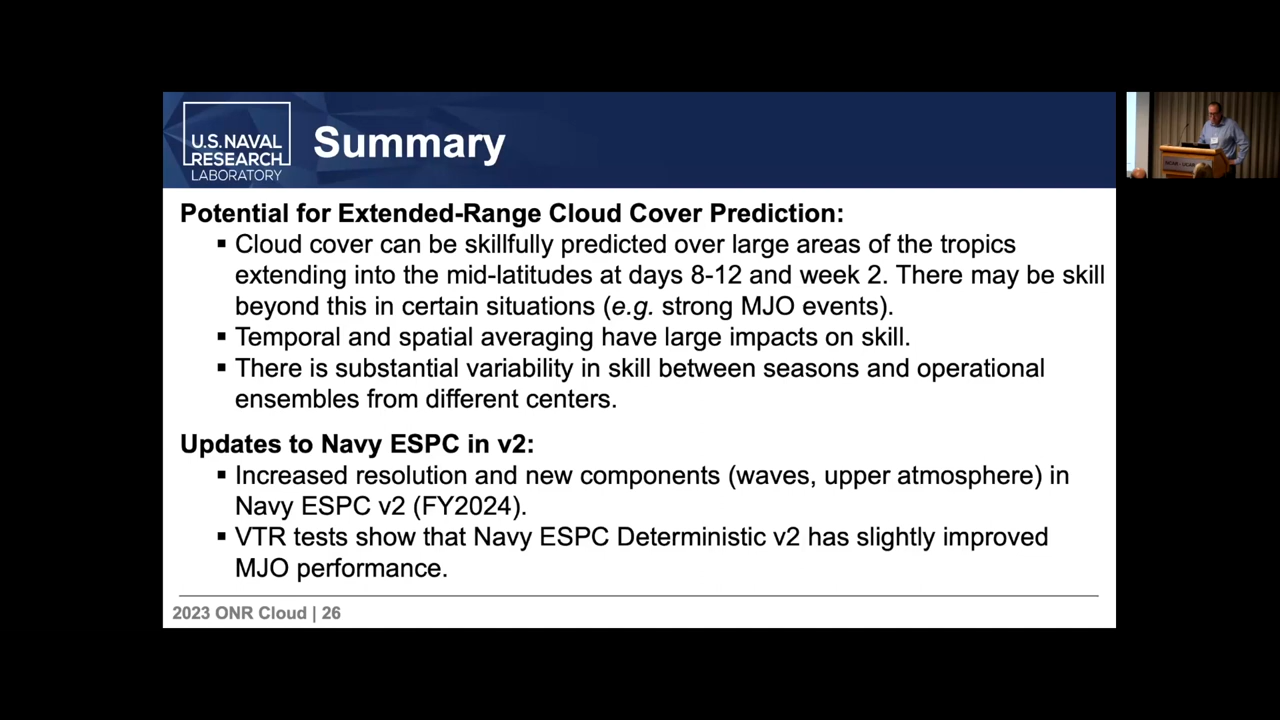 U.S. NAVAL
RESEARCH
LABORATORY
Summary
Potential for Extended-Range Cloud Cover Prediction:
▪ Cloud cover can be skillfully predicted over large areas of the tropics
extending into the mid-latitudes at days 8-12 and week 2. There may be skill
beyond this in certain situations (e.g. strong MJO events).
▪ Temporal and spatial averaging have large impacts on skill.
▪ There is substantial variability in skill between seasons and operational
ensembles from different centers.
Updates to Navy ESPC in v2:
▪ Increased resolution and new components (waves, upper atmosphere) in
Navy ESPC v2 (FY2024).
▪ VTR tests show that Navy ESPC Deterministic v2 has slightly improved
MJO performance.
2023 ONR Cloud | 26